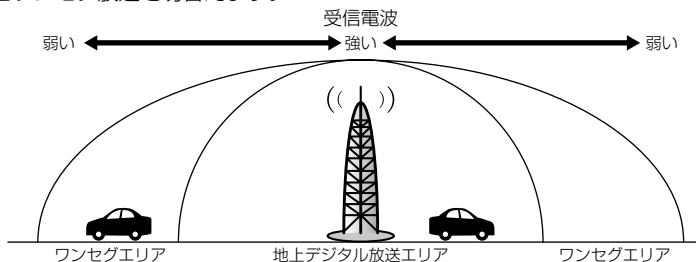 受信電波
弱い 強い 弱い
ワンセグエリア 地上デジタル放送エリア ワンセグエリア